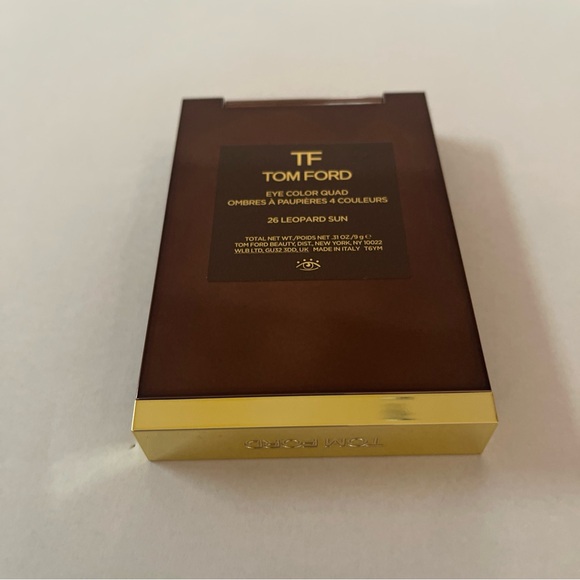 TF
TOM FORD
EYE COLOR QUAD
OMBRES À PAUPIÈRES 4 COULEURS
26 LEOPARD SUN
TOTAL NET WT./POIDS NET .31 OZ./9 g ℮
TOM FORD BEAUTY, DIST. NEW YORK, NY 10022
WLB LTD, GU32 3DD, UK MADE IN ITALY T6YM
TOM FORD